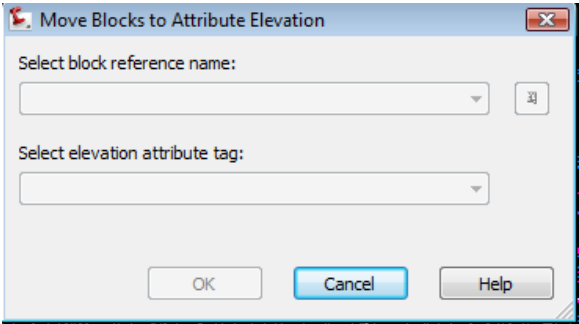 Move Blocks to Attribute Elevation
Select block reference name:
Select elevation attribute tag:
OK Cancel Help